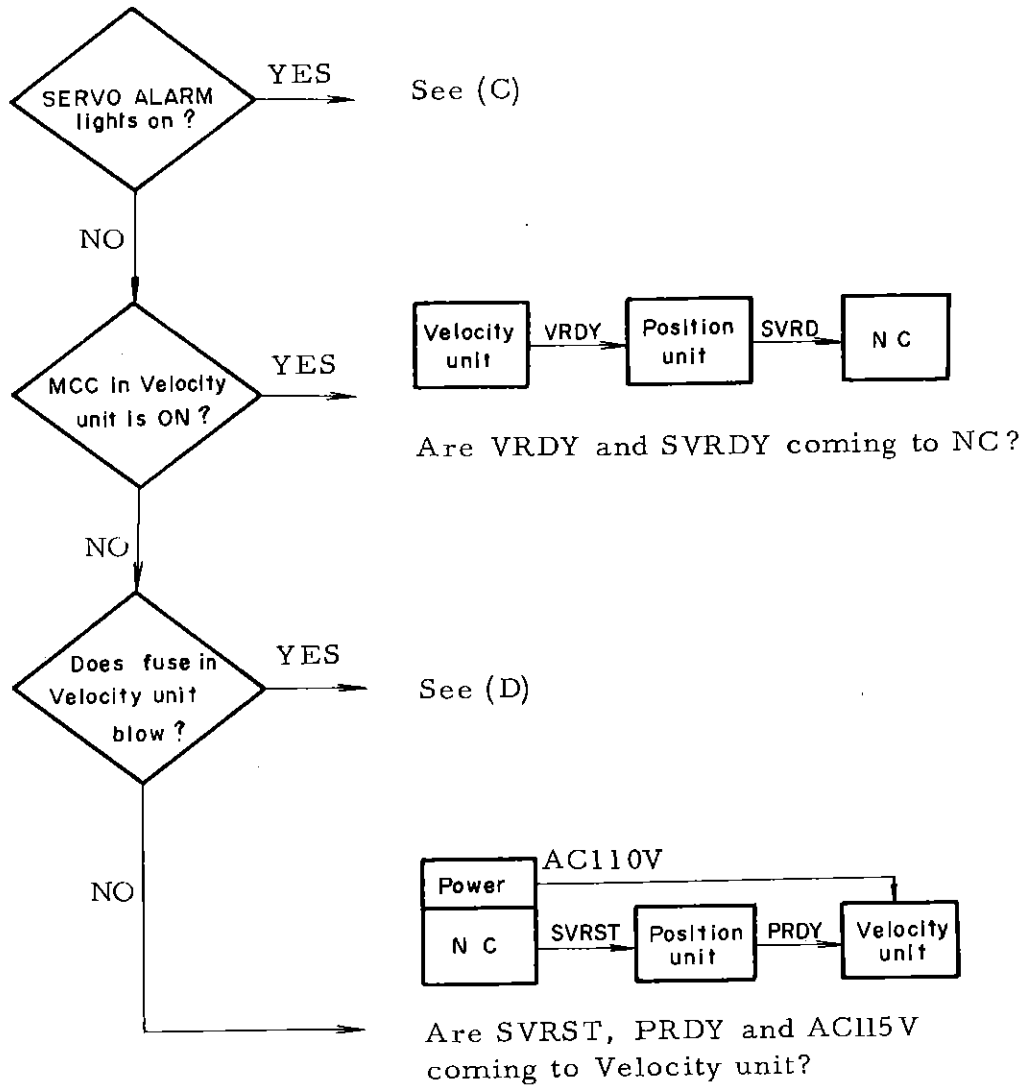 SERVO ALARM
lights on ?
YES
See (C)
NO
MCC in Velocity
unit is ON ?
YES
Velocity
unit
VRDY
Position
unit
SVRD
N C
Are VRDY and SVRDY coming to NC?
NO
Does fuse in
Velocity unit
blow ?
YES
See (D)
NO
Power
N C
AC110V
SVRST
Position
unit
PRDY
Velocity
unit
Are SVRST, PRDY and AC115V
coming to Velocity unit?